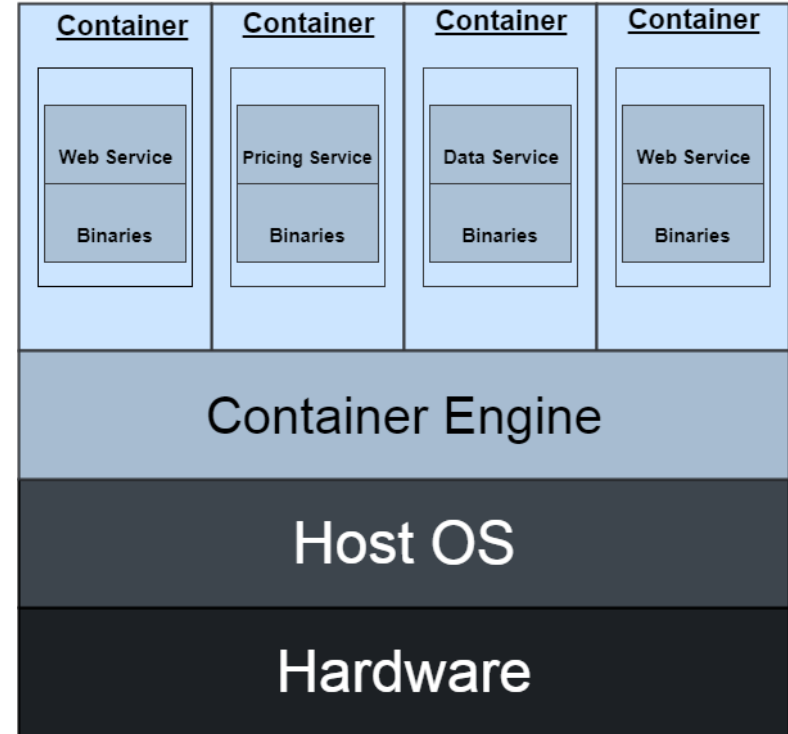 Container Container Container Container
Web Service Pricing Service Data Service Web Service
Binaries Binaries Binaries Binaries
Container Engine
Host OS
Hardware